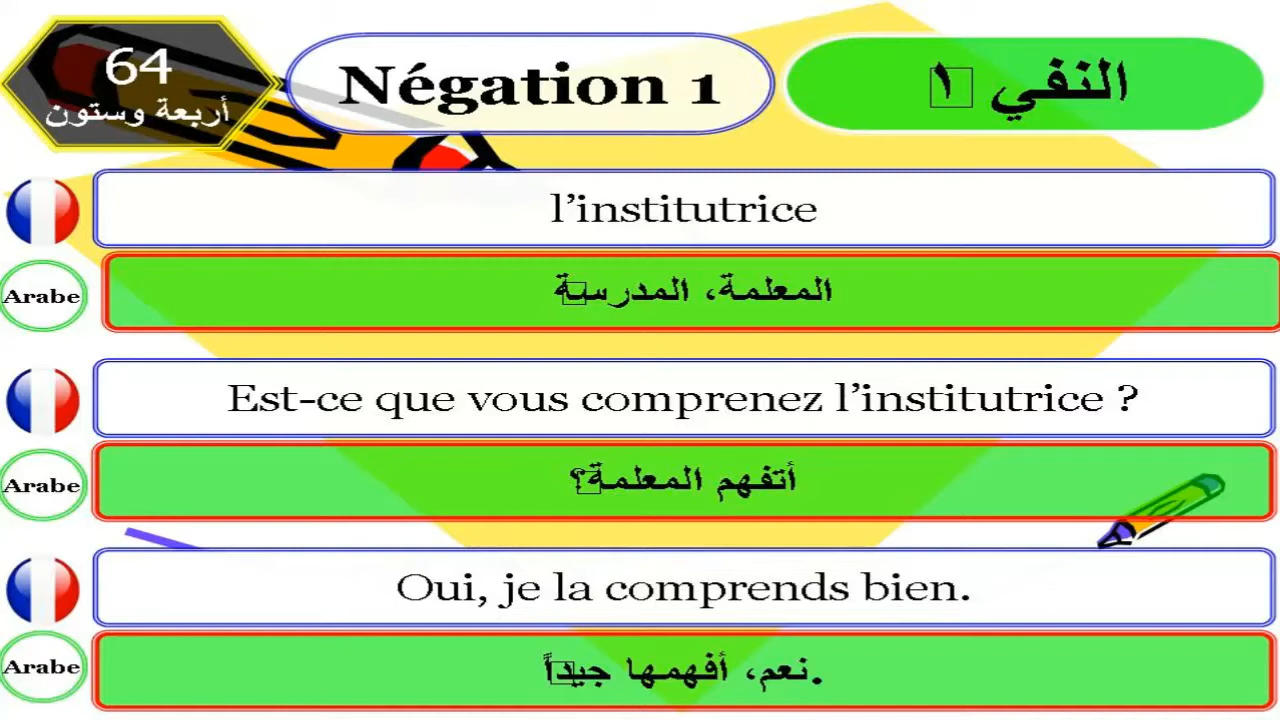 64
أربعة وستون
Négation 1
النفي ١
l’institutrice
المعلمة، المدرسة
Arabe
Est-ce que vous comprenez l’institutrice ?
أتفهم المعلمة؟
Arabe
Oui, je la comprends bien.
نعم، أفهمها جيداً.
Arabe